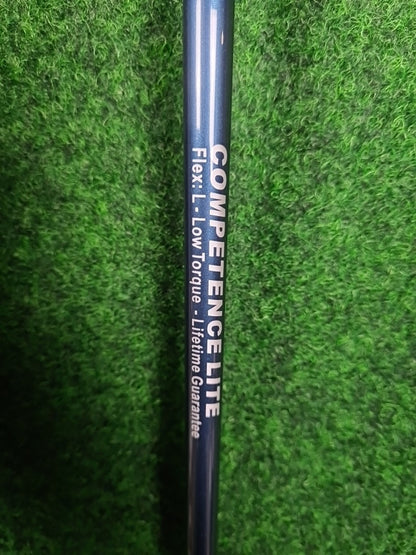 COMPETENCE LITE
Flex: L - Low Torque - Lifetime Guarantee